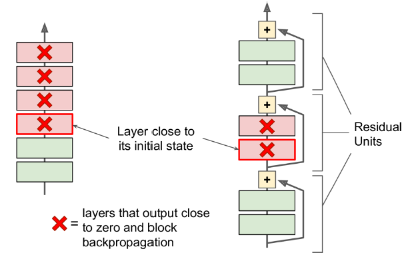 +
Layer close to
its initial state
+
Residual
Units
+
= layers that output close
to zero and block
backpropagation